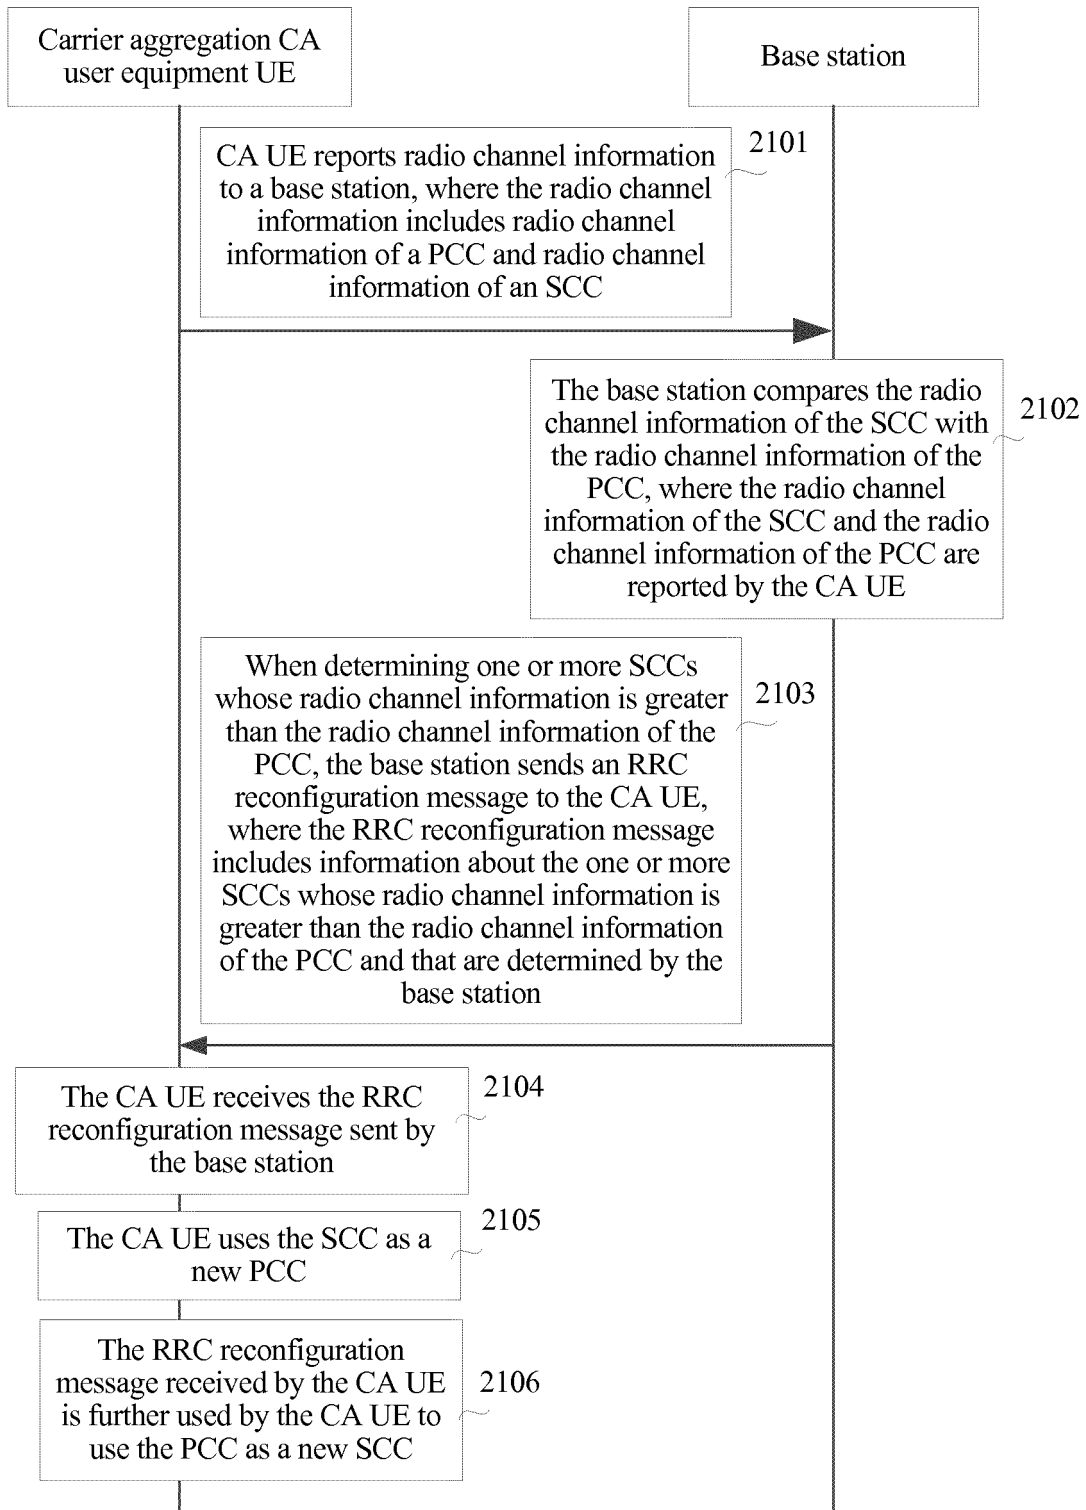 Carrier aggregation CA
user equipment UE
Base station
2101
CA UE reports radio channel information
to a base station, where the radio channel
information includes radio channel
information of a PCC and radio channel
information of an SCC
2102
The base station compares the radio
channel information of the SCC with
the radio channel information of the
PCC, where the radio channel
information of the SCC and the radio
channel information of the PCC are
reported by the CA UE
2103
When determining one or more SCCs
whose radio channel information is greater
than the radio channel information of the
PCC, the base station sends an RRC
reconfiguration message to the CA UE,
where the RRC reconfiguration message
includes information about the one or more
SCCs whose radio channel information is
greater than the radio channel information
of the PCC and that are determined by the
base station
2104
The CA UE receives the RRC
reconfiguration message sent by
the base station
2105
The CA UE uses the SCC as a
new PCC
2106
The RRC reconfiguration
message received by the CA UE
is further used by the CA UE to
use the PCC as a new SCC